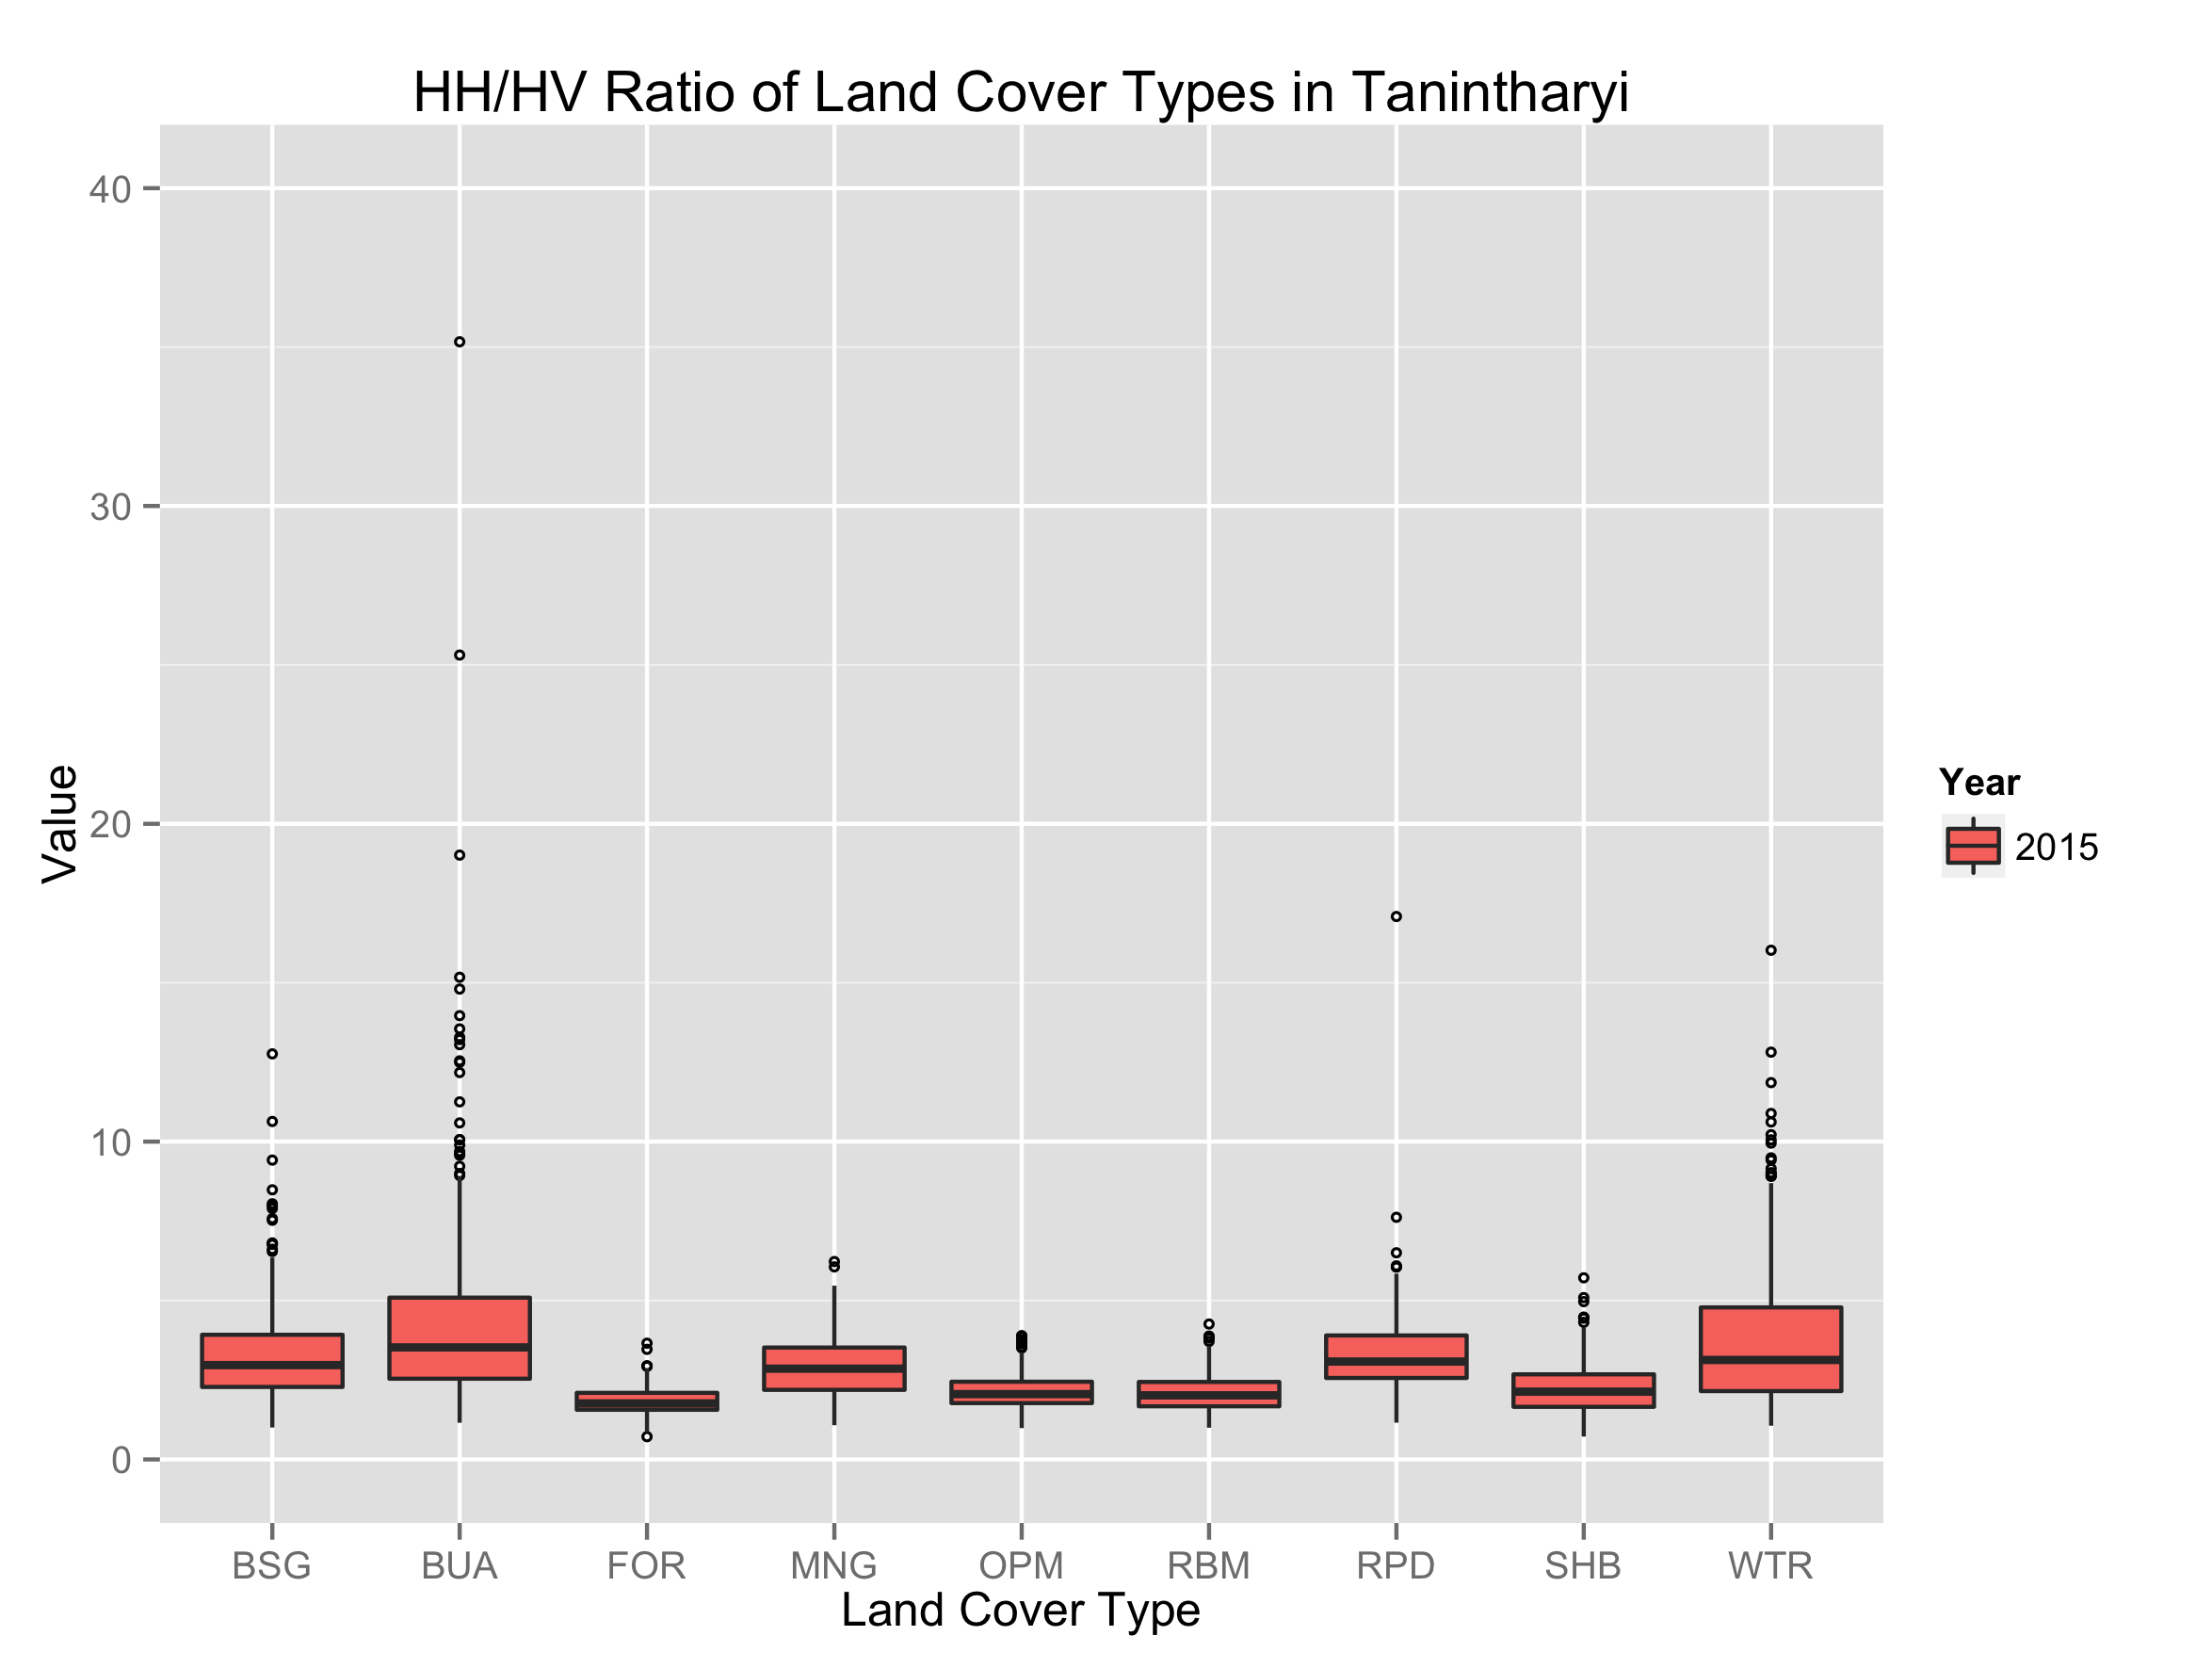 HH/HV Ratio of Land Cover Types in Tanintharyi
Value
40
30
20
10
0
BSG BUA FOR MNG OPM RBM RPD SHB WTR
Land Cover Type
Year
2015